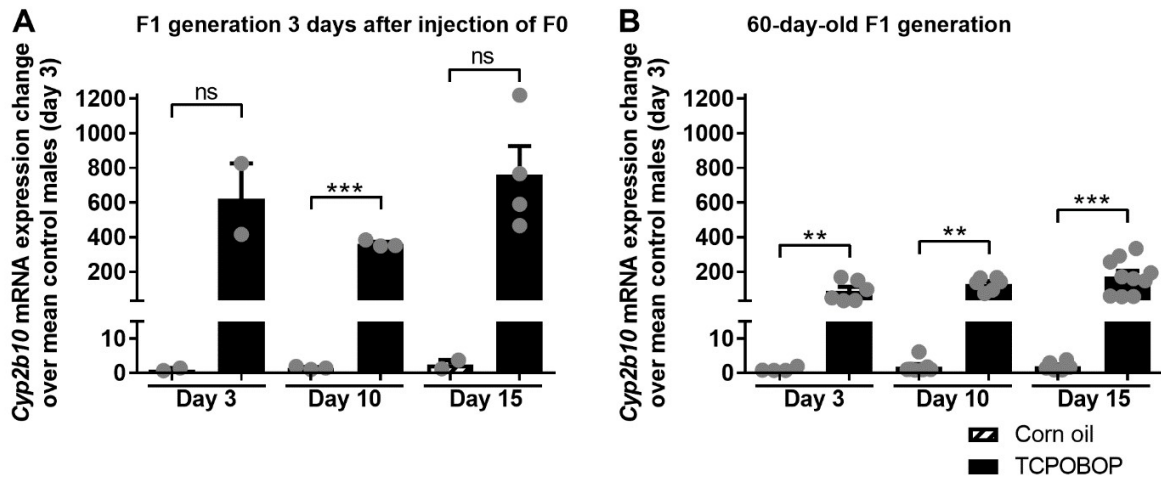 A F1 generation 3 days after injection of F0
Cyp2b10 mRNA expression change
over mean control males (day 3)
1200
1000
800
600
400
200
10
0
ns
***
ns
Day 3 Day 10 Day 15
B 60-day-old F1 generation
Cyp2b10 mRNA expression change
over mean control males (day 3)
1200
1000
800
600
400
200
10
0
**
**
***
Day 3 Day 10 Day 15
Corn oil
TCPOBOP